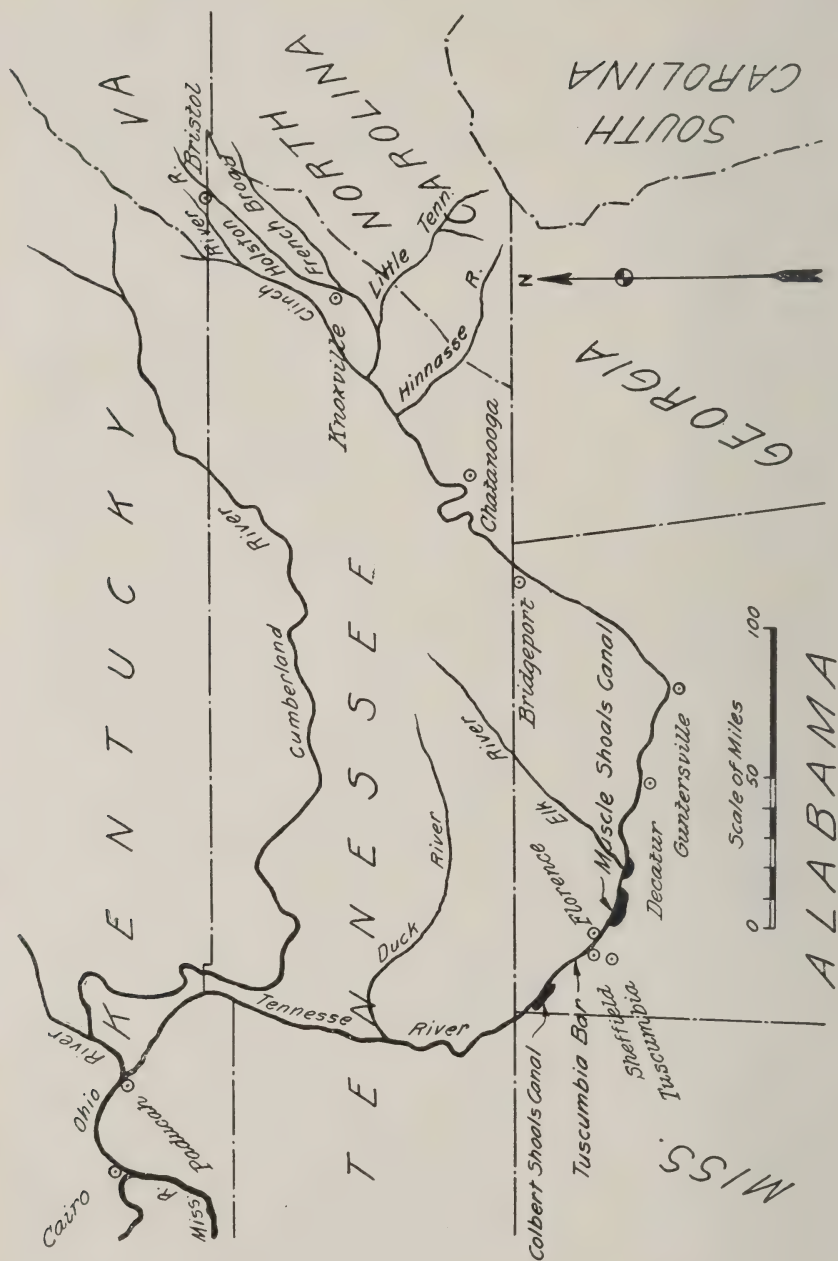 VA
KENTUCKY
Ohio
River
Cairo
Paducah
Miss.
R.
Cumberland
River
Bristol
Clinch
River
Holston
R.
French Broad
NORTH
CAROLINA
Little Tenn.
Knoxville
Hinnasse
R.
TENNESSEE
Tennesse
River
Duck
River
Elk
River
Chatanooga
Bridgeport
Florence
Muscle Shoals Canal
Colbert Shoals Canal
Tuscumbia Bar
Sheffield
Tuscumbia
Decatur
Guntersville
MISS.
ALABAMA
GEORGIA
SOUTH
CAROLINA
N
Scale of Miles
0 50 100